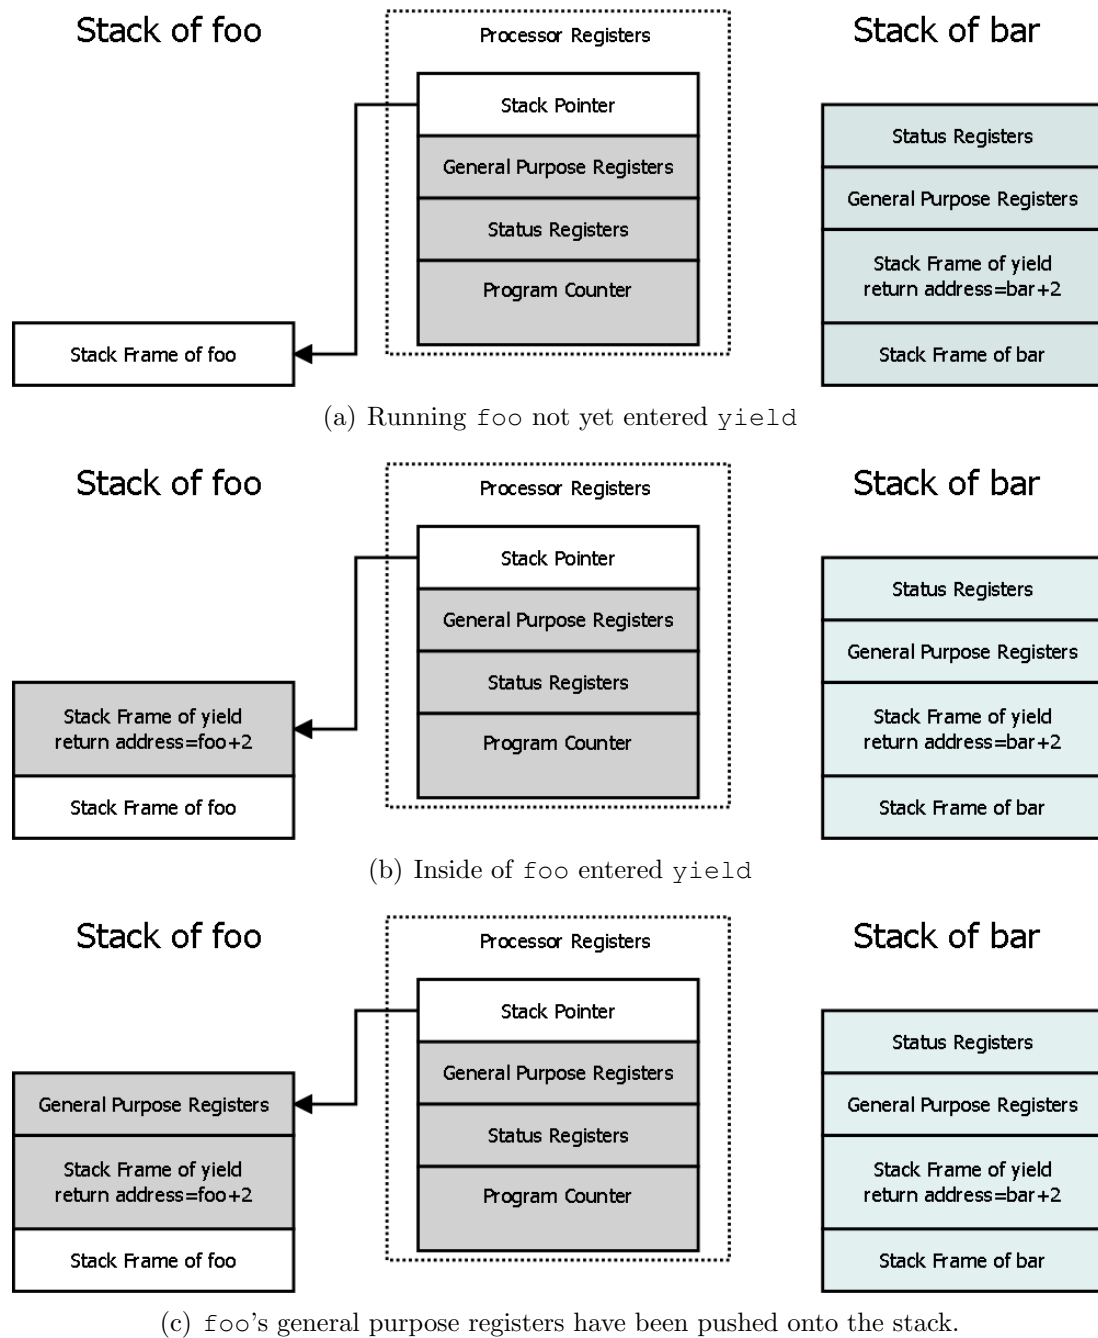 Stack of foo
Processor Registers
Stack of bar
Stack Pointer
General Purpose Registers
Status Registers
Program Counter
Stack Frame of foo
Status Registers
General Purpose Registers
Stack Frame of yield
return address=bar+2
Stack Frame of bar
(a) Running foo not yet entered yield
Stack of foo
Processor Registers
Stack of bar
Stack Pointer
General Purpose Registers
Status Registers
Program Counter
Stack Frame of yield
return address=foo+2
Stack Frame of foo
Status Registers
General Purpose Registers
Stack Frame of yield
return address=bar+2
Stack Frame of bar
(b) Inside of foo entered yield
Stack of foo
Processor Registers
Stack of bar
Stack Pointer
General Purpose Registers
Status Registers
Program Counter
General Purpose Registers
Stack Frame of yield
return address=foo+2
Stack Frame of foo
Status Registers
General Purpose Registers
Stack Frame of yield
return address=bar+2
Stack Frame of bar
(c) foo's general purpose registers have been pushed onto the stack.